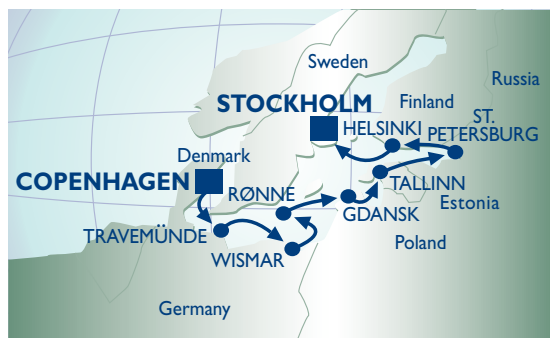 Sweden
Russia
STOCKHOLM
Finland
ST.
PETERSBURG
HELSINKI
Denmark
COPENHAGEN
RØNNE
TALLINN
Estonia
GDANSK
TRAVEMÜNDE
Poland
WISMAR
Germany